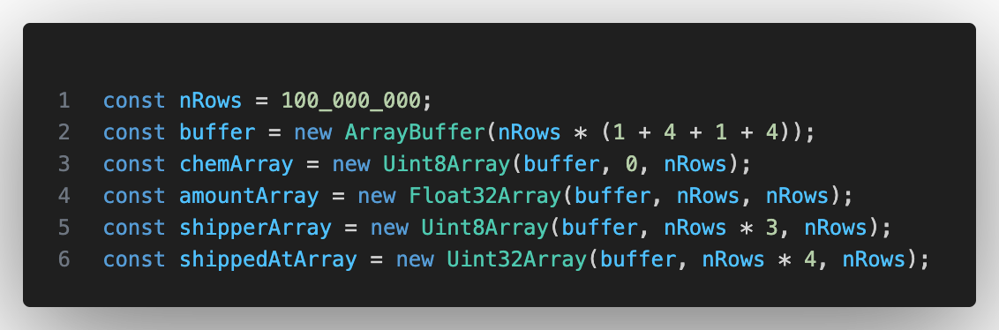 1 const nRows = 100_000_000;
2 const buffer = new ArrayBuffer(nRows * (1 + 4 + 1 + 4));
3 const chemArray = new Uint8Array(buffer, 0, nRows);
4 const amountArray = new Float32Array(buffer, nRows, nRows);
5 const shipperArray = new Uint8Array(buffer, nRows * 3, nRows);
6 const shippedAtArray = new Uint32Array(buffer, nRows * 4, nRows);